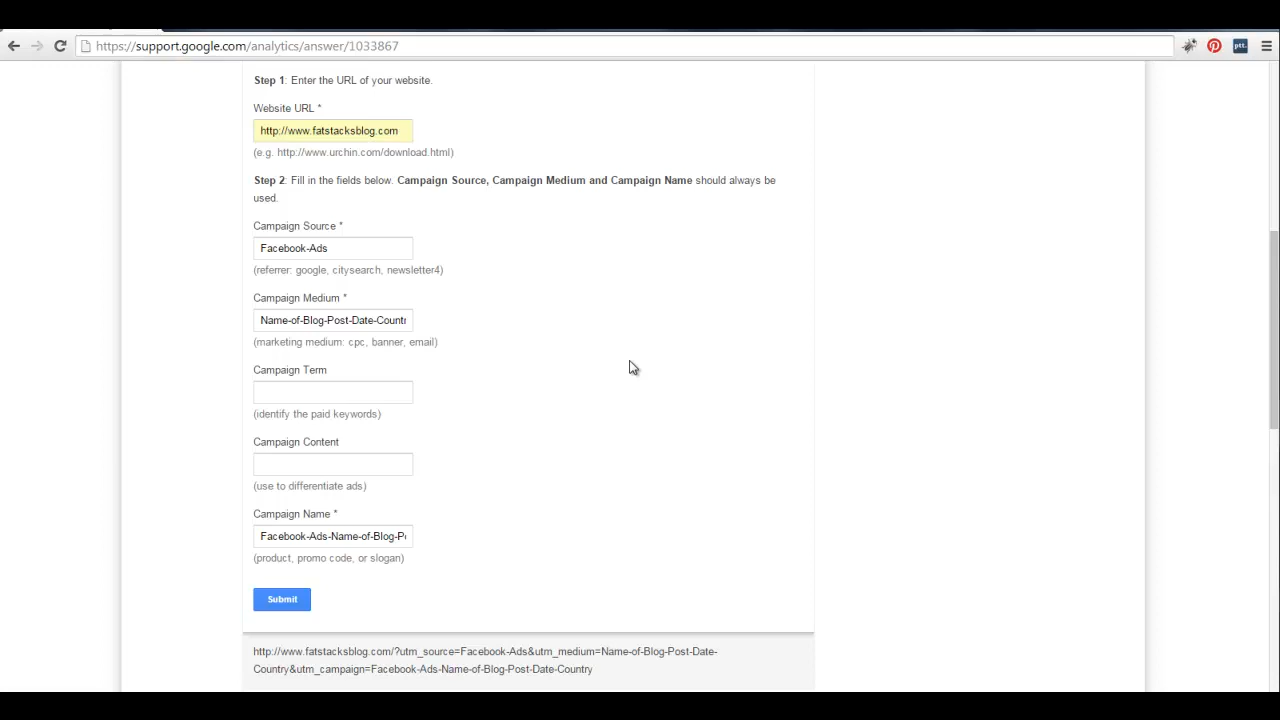 https://support.google.com/analytics/answer/1033867
ptt.
Step 1: Enter the URL of your website.
Website URL *
http://www.fatstacksblog.com
(e.g. http://www.urchin.com/download.html)
Step 2: Fill in the fields below. Campaign Source, Campaign Medium and Campaign Name should always be
used.
Campaign Source *
Facebook-Ads
(referrer: google, citysearch, newsletter4)
Campaign Medium *
Name-of-Blog-Post-Date-Countr
(marketing medium: cpc, banner, email)
Campaign Term
(identify the paid keywords)
Campaign Content
(use to differentiate ads)
Campaign Name *
Facebook-Ads-Name-of-Blog-Po
(product, promo code, or slogan)
Submit
http://www.fatstacksblog.com/?utm_source=Facebook-Ads&utm_medium=Name-of-Blog-Post-Date-
Country&utm_campaign=Facebook-Ads-Name-of-Blog-Post-Date-Country